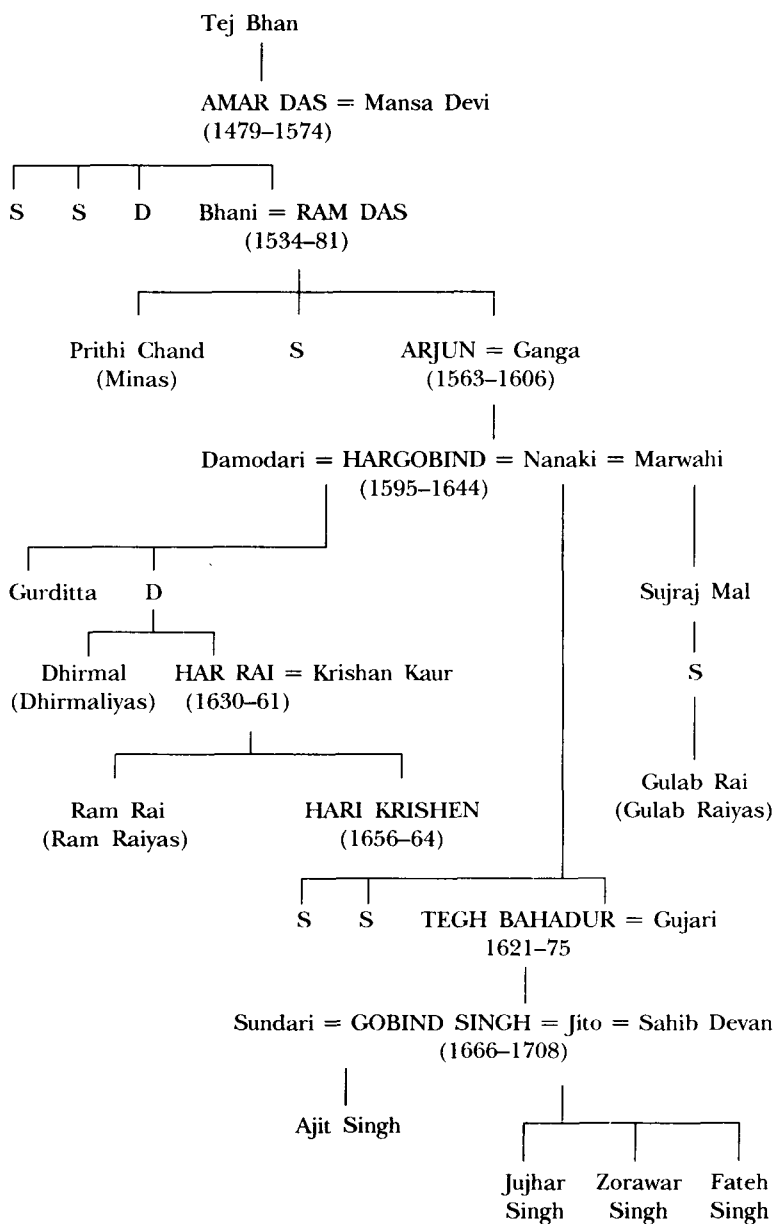 Tej Bhan
AMAR DAS = Mansa Devi
(1479–1574)
S S D Bhani = RAM DAS
(1534–81)
Prithi Chand S ARJUN = Ganga
(Minas) (1563–1606)
Damodari = HARGOBIND = Nanaki = Marwahi
(1595–1644)
Gurditta D Sujraj Mal
S
Dhirmal HAR RAI = Krishan Kaur
(Dhirmaliyas) (1630–61)
Gulab Rai
(Gulab Raiyas)
Ram Rai HARI KRISHEN
(Ram Raiyas) (1656–64)
S S TEGH BAHADUR = Gujari
1621–75
Sundari = GOBIND SINGH = Jito = Sahib Devan
(1666–1708)
Ajit Singh
Jujhar Zorawar Fateh
Singh Singh Singh